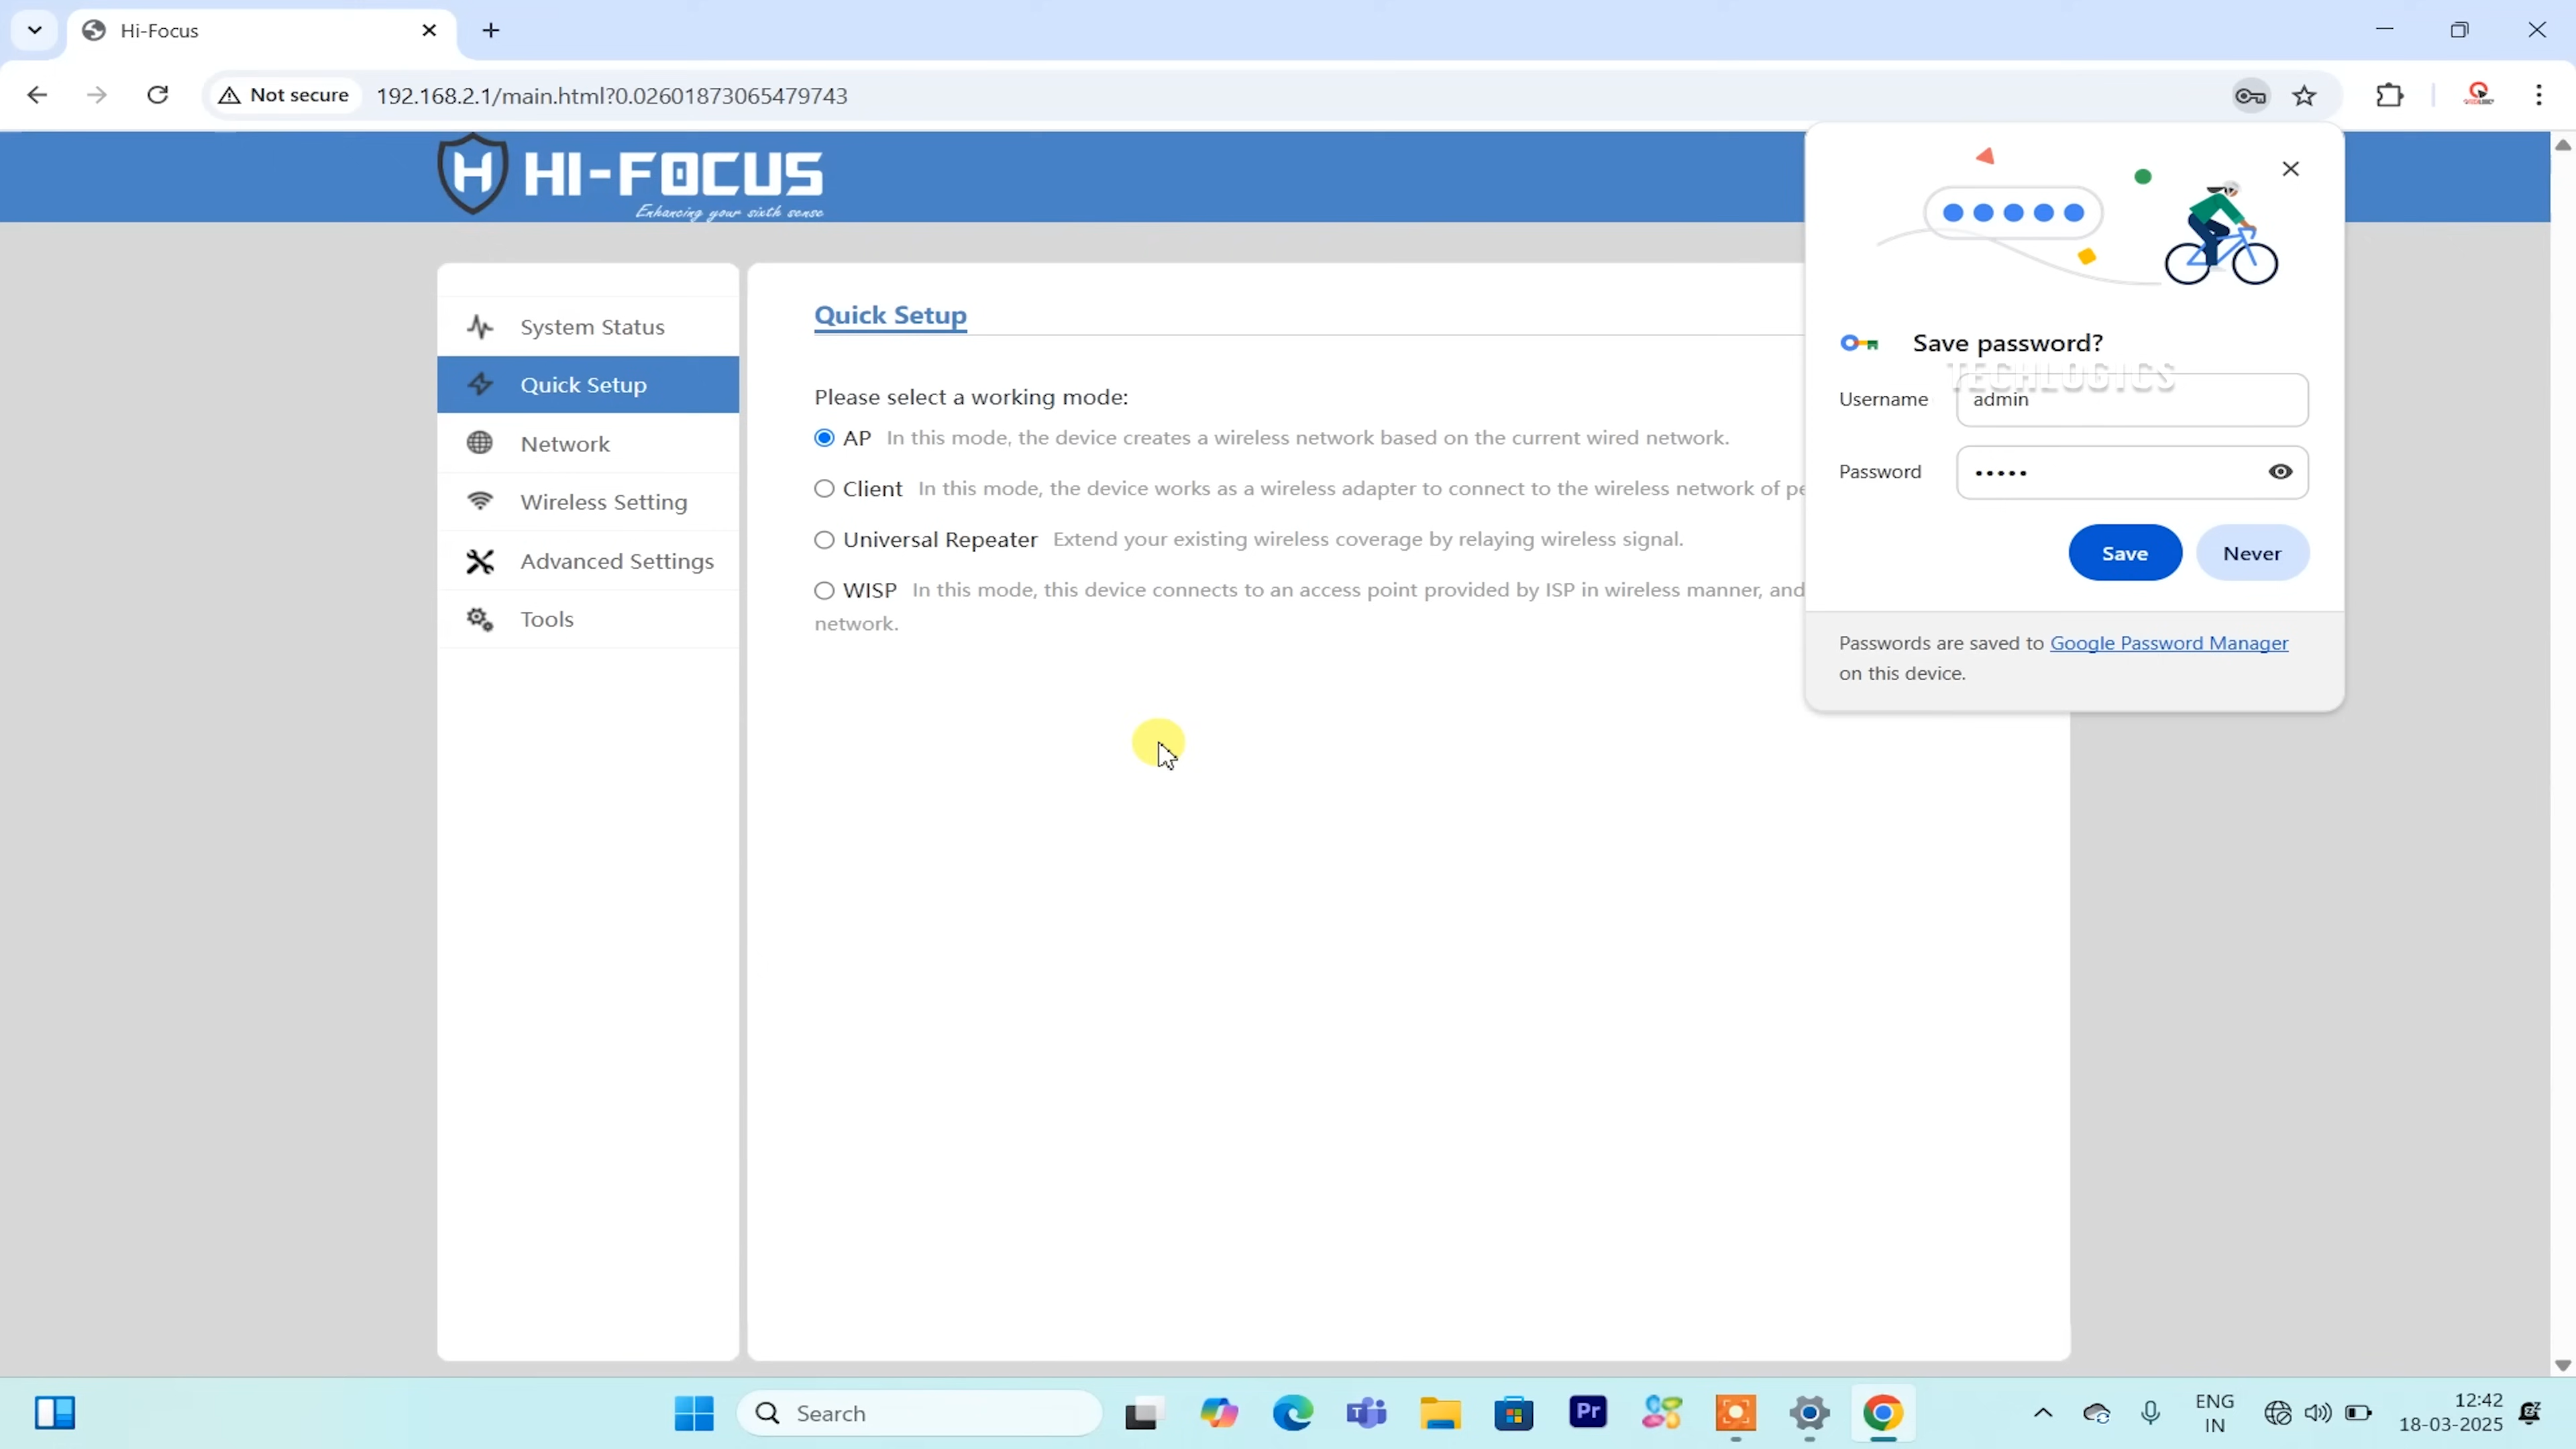 Hi-Focus
Not secure
192.168.2.1/main.html?0.02601873065479743
H
HI-FOCUS
Enhancing your sixth sense
System Status
Quick Setup
Network
Wireless Setting
Advanced Settings
Tools
Quick Setup
Please select a working mode:
AP In this mode, the device creates a wireless network based on the current wired network.
Client In this mode, the device works as a wireless adapter to connect to the wireless network of
Universal Repeater Extend your existing wireless coverage by relaying wireless signal.
WISP In this mode, this device connects to an access point provided by ISP in wireless manner, and
network.
Save password?
TECHLOGICS
Username admin
Password •••••
Save
Never
Passwords are saved to Google Password Manager
on this device.
Search
Pr
ENG
IN
12:42
18-03-2025